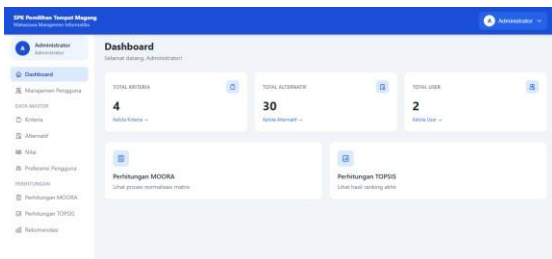 SPK Pemilihan Tempat Magang
Mahasiswa Manajemen Informatika
A Administrator
A Administrator
Administrator
Dashboard
Manajemen Pengguna
DATA MASTER
Kriteria
Alternatif
Nilai
Preferensi Pengguna
PERHITUNGAN
Perhitungan MOORA
Perhitungan TOPSIS
Rekomendasi
Dashboard
Selamat datang, Administrator!
TOTAL KRITERIA
4
Kelola Kriteria →
TOTAL ALTERNATIF
30
Kelola Alternatif →
TOTAL USER
2
Kelola User →
Perhitungan MOORA
Lihat proses normalisasi matrix
Perhitungan TOPSIS
Lihat hasil ranking akhir